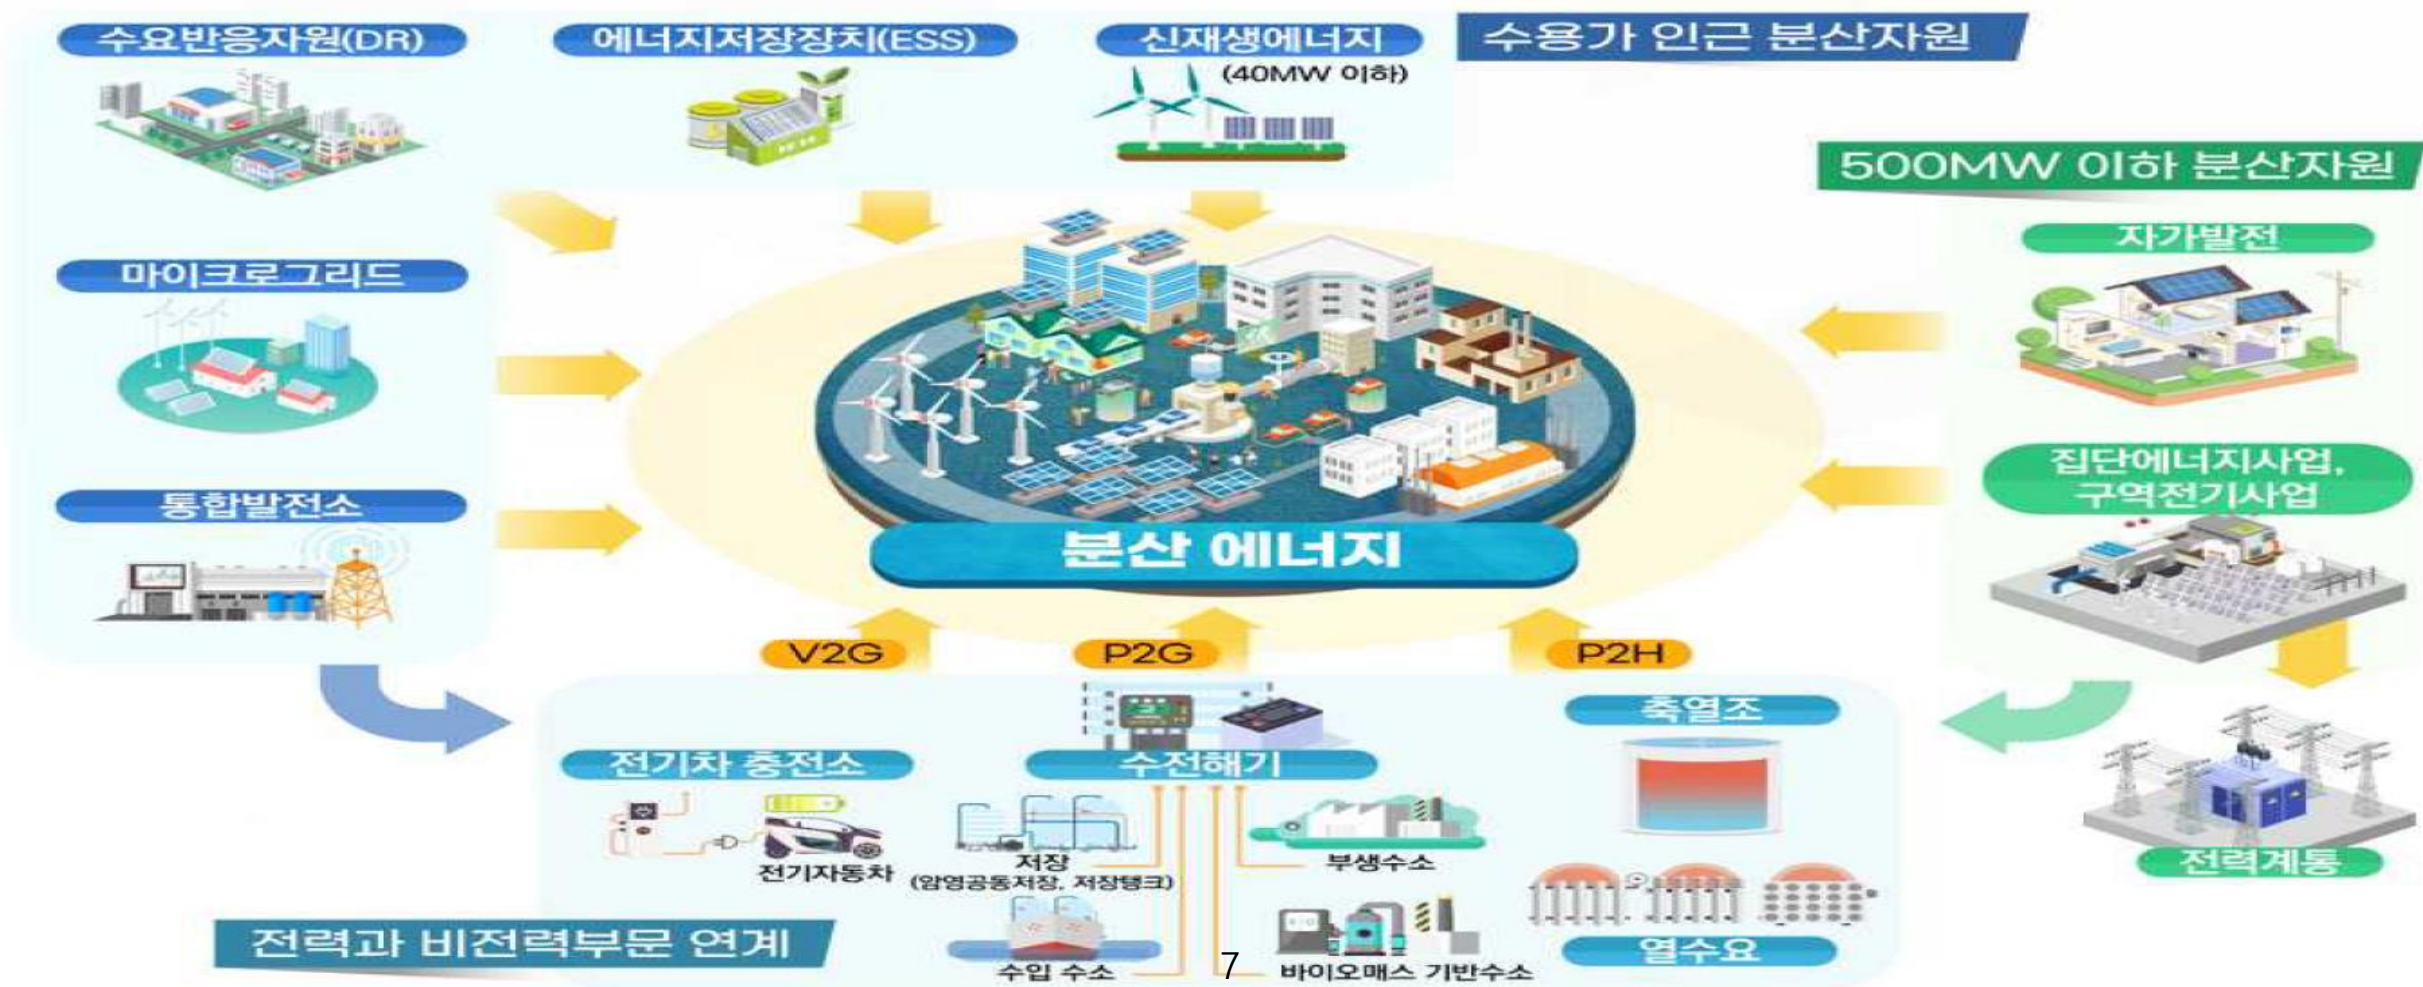 수요반응자원(DR)
에너지저장장치(ESS)
신재생에너지
(40MW 이하)
수용가 인근 분산자원
500MW 이하 분산자원
자가발전
마이크로그리드
집단에너지사업,
구역전기사업
통합발전소
분산 에너지
V2G
P2G
P2H
축열조
전기차 충전소
수전해기
전기자동차
저장
(암염공동저장, 저장탱크)
부생수소
전력계통
전력과 비전력부문 연계
열수요
수입 수소
7
바이오매스 기반수소